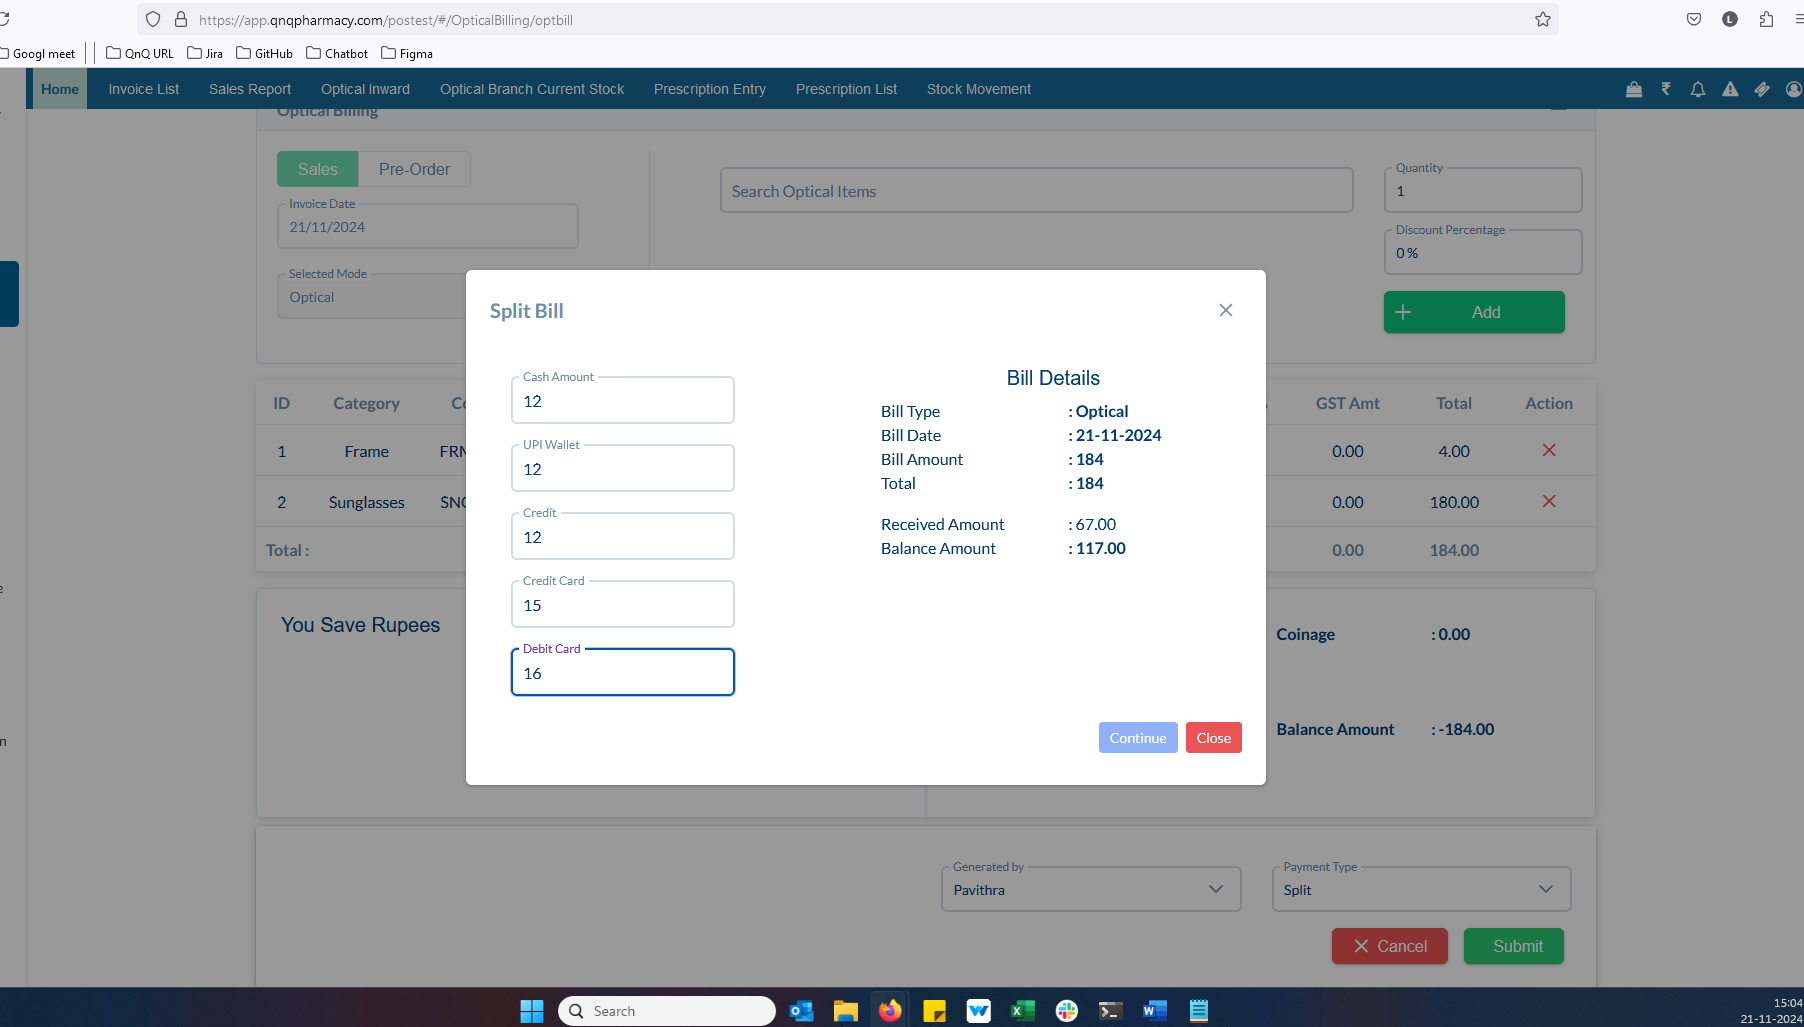 https://app.qnqpharmacy.com/postest/#/OpticalBilling/optbill
L
Googl meet QnQ URL Jira GitHub Chatbot Figma
Home Invoice List Sales Report Optical Inward Optical Branch Current Stock Prescription Entry Prescription List Stock Movement
Optical Billing
Sales Pre-Order
Invoice Date
21/11/2024
Selected Mode
Optical
Search Optical Items
Quantity
1
Discount Percentage
0%
Add
Split Bill
Cash Amount
12
UPI Wallet
12
Credit
12
Credit Card
15
Debit Card
16
Bill Details
Bill Type : Optical
Bill Date : 21-11-2024
Bill Amount : 184
Total : 184
Received Amount : 67.00
Balance Amount : 117.00
Continue Close
ID Category Co GST Amt Total Action
1 Frame FRM 0.00 4.00
2 Sunglasses SNG 0.00 180.00
Total : 0.00 184.00
You Save Rupees
Coinage : 0.00
Balance Amount : -184.00
Generated by
Pavithra
Payment Type
Split
Cancel Submit
Search
15:04
21-11-2024